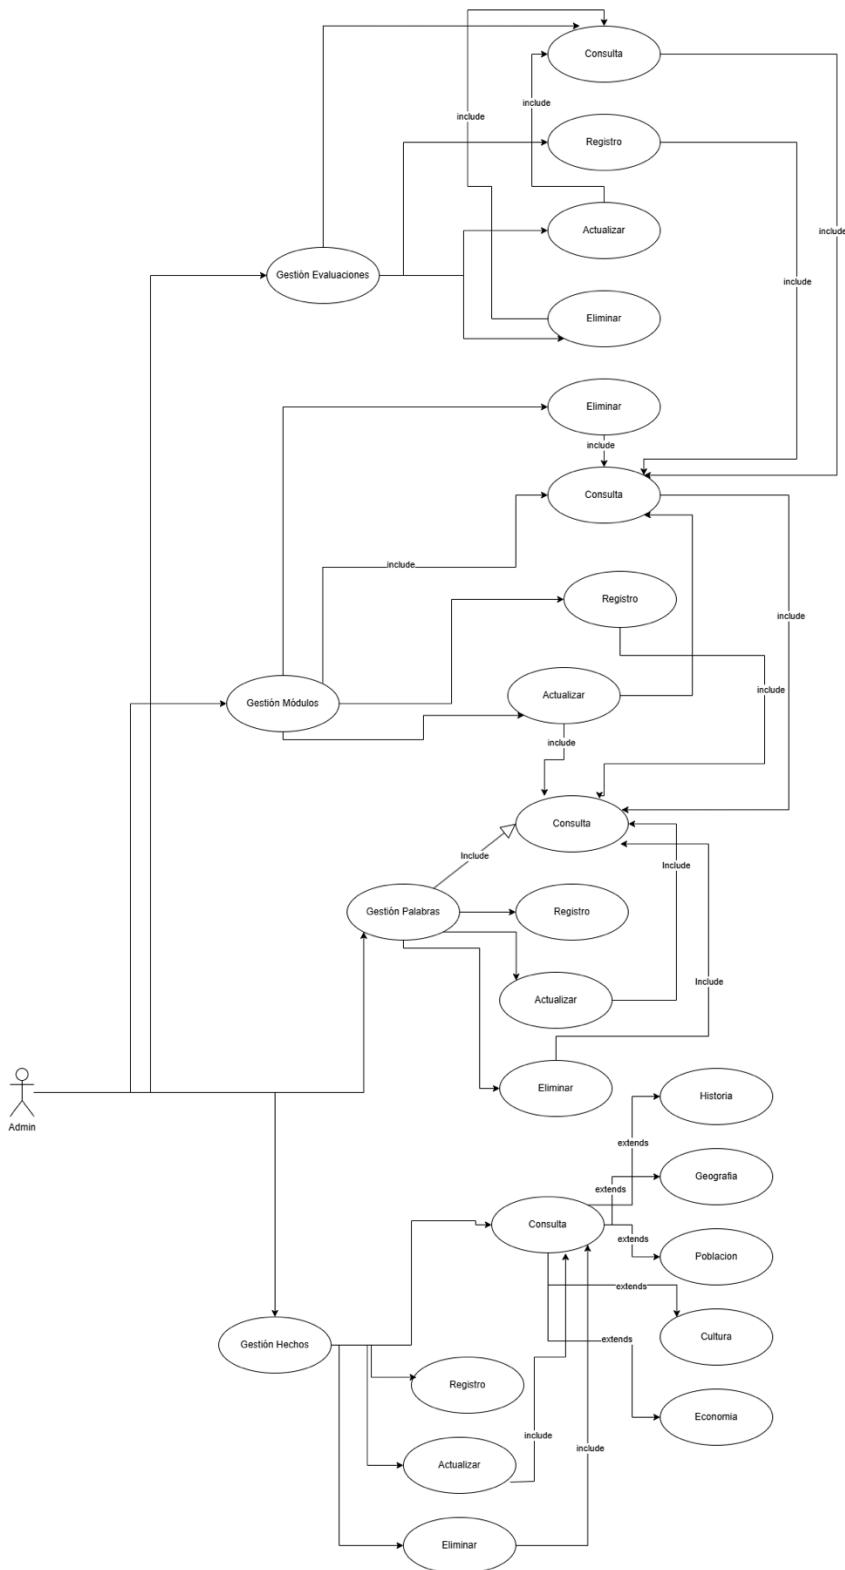 Consulta
include
include
Registro
Actualizar
include
include
Gestión Evaluaciones
Eliminar
Eliminar
include
Consulta
include
Registro
include
include
Actualizar
Gestión Módulos
include
Consulta
Include
Include
Gestión Palabras
Registro
Include
Actualizar
Eliminar
Historia
Admin
extends
Geografia
extends
Consulta
extends
Poblacion
extends
Cultura
extends
Gestión Hechos
Registro
Economia
include
include
Actualizar
Eliminar